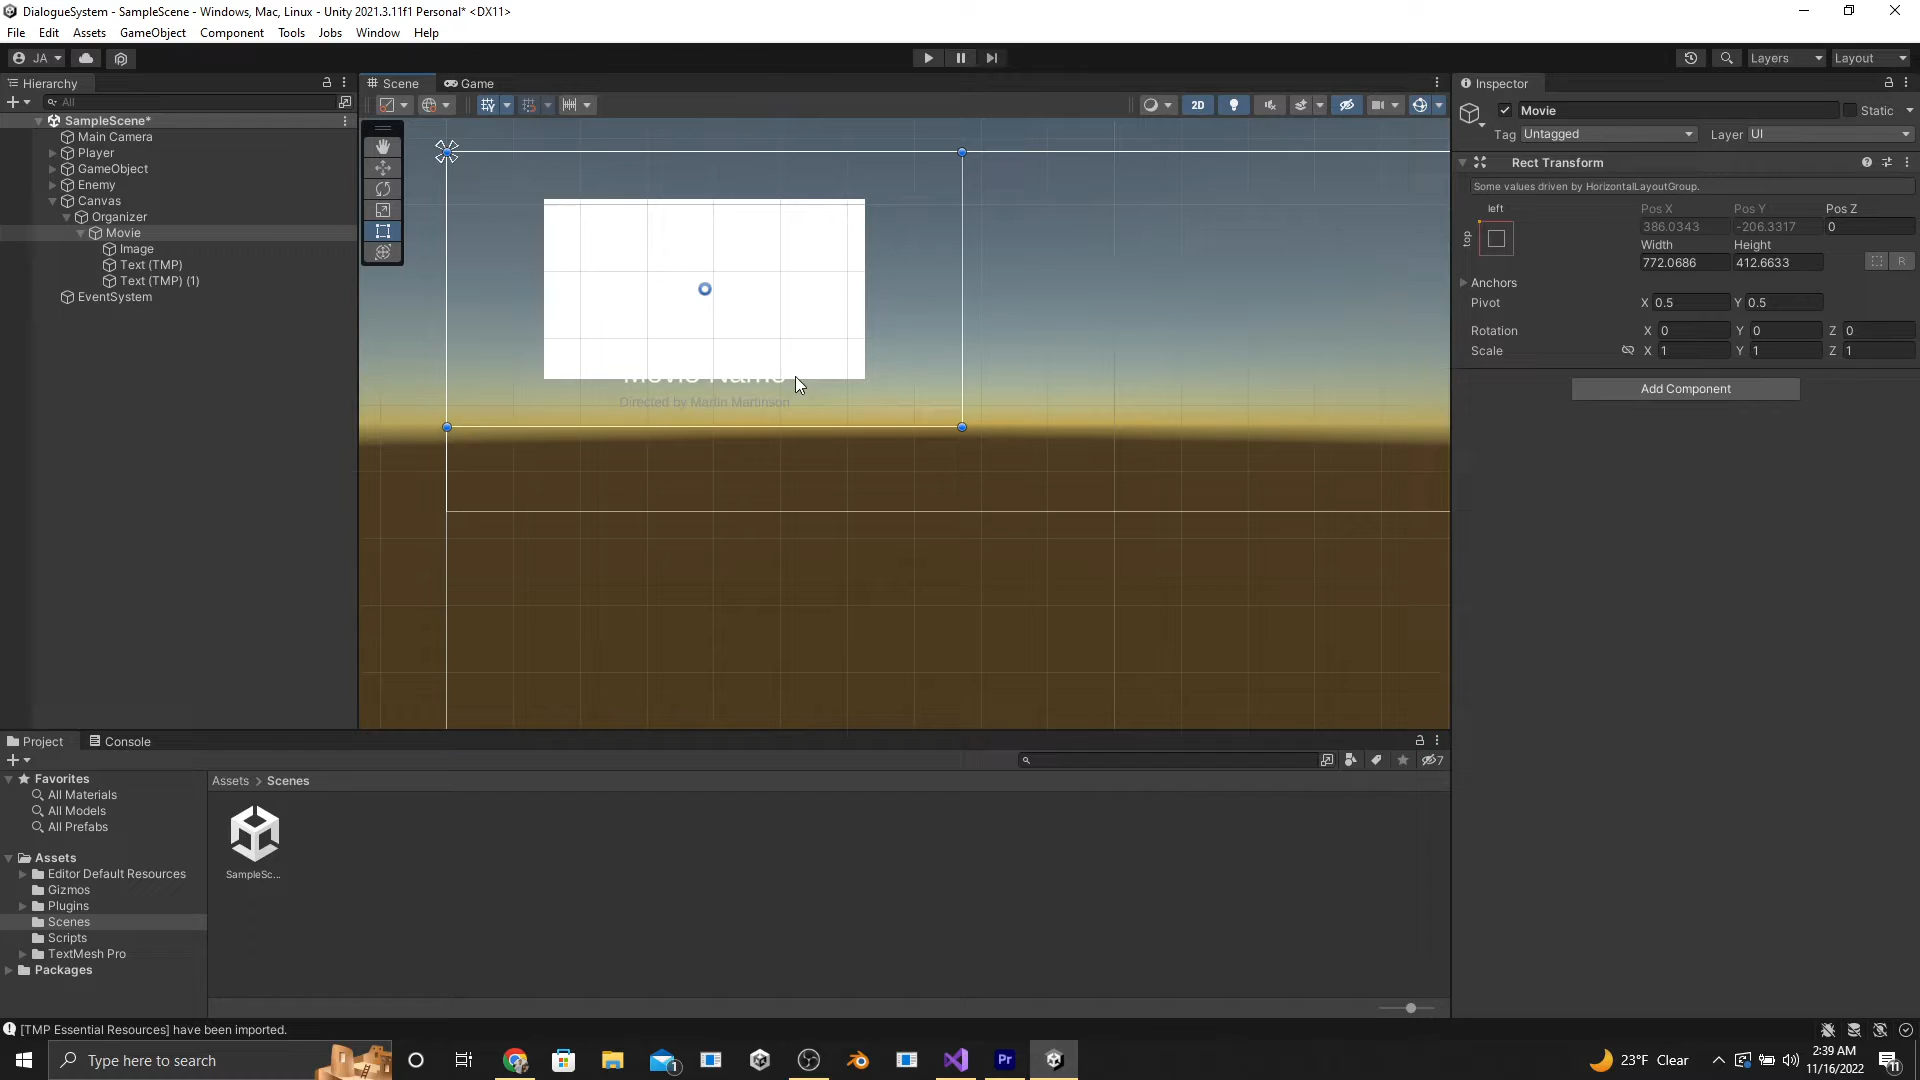 DialogueSystem - SampleScene - Windows, Mac, Linux - Unity 2021.3.11f1 Personal* <DX11>
File Edit Assets GameObject Component Tools Jobs Window Help
JA Layers Layout
Hierarchy Scene Game Inspector
All 2D Movie Static
SampleScene* Tag Untagged Layer UI
Main Camera
Player
GameObject
Enemy
Canvas
Organizer
Movie
Image
Text (TMP)
Text (TMP) (1)
EventSystem
Directed by Martin Martinson
Rect Transform
Some values driven by HorizontalLayoutGroup.
left Pos X Pos Y Pos Z
top 386.0343 -206.3317 0
Width Height
772.0686 412.6633 R
Anchors
Pivot X 0.5 Y 0.5
Rotation X 0 Y 0 Z 0
Scale X 1 Y 1 Z 1
Add Component
Project Console
7
Favorites
All Materials
All Models
All Prefabs
Assets
Editor Default Resources
Gizmos
Plugins
Scenes
Scripts
TextMesh Pro
Packages
Assets > Scenes
SampleSc...
[TMP Essential Resources] have been imported.
Type here to search
1
Pr
23°F Clear
2:39 AM
11/16/2022
11